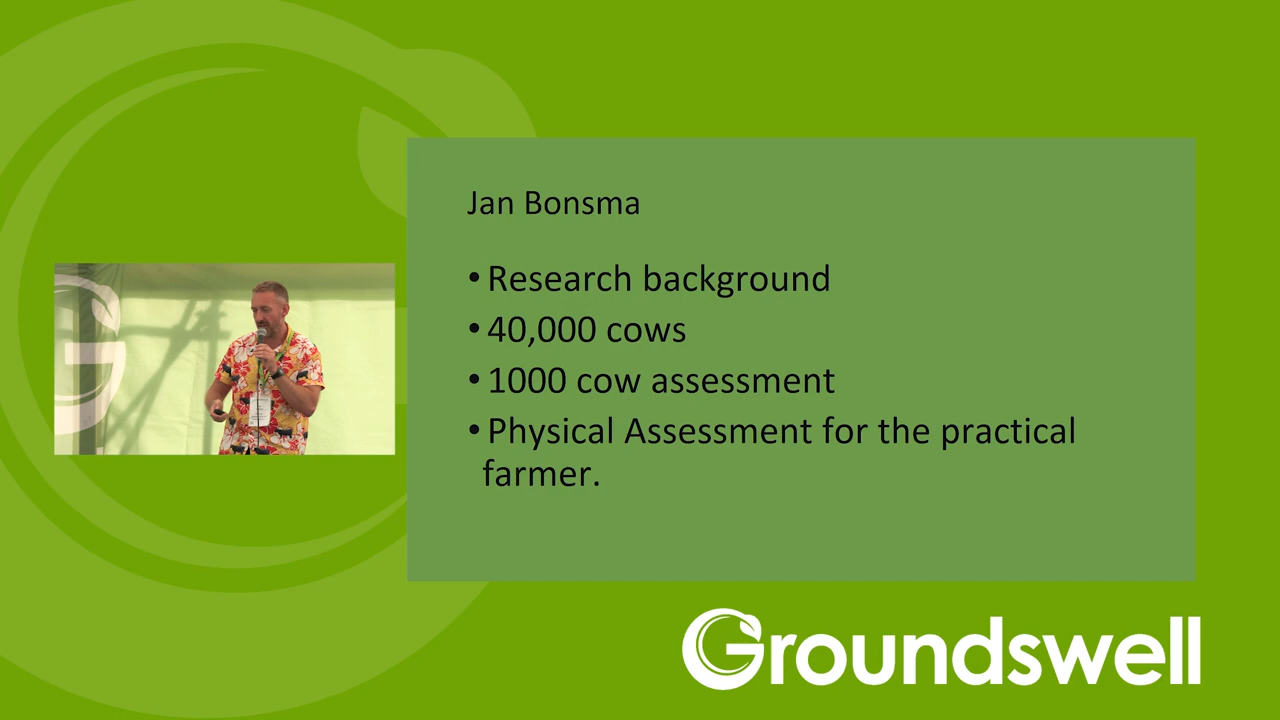 Jan Bonsma
• Research background
• 40,000 cows
• 1000 cow assessment
• Physical Assessment for the practical
farmer.
Groundswell